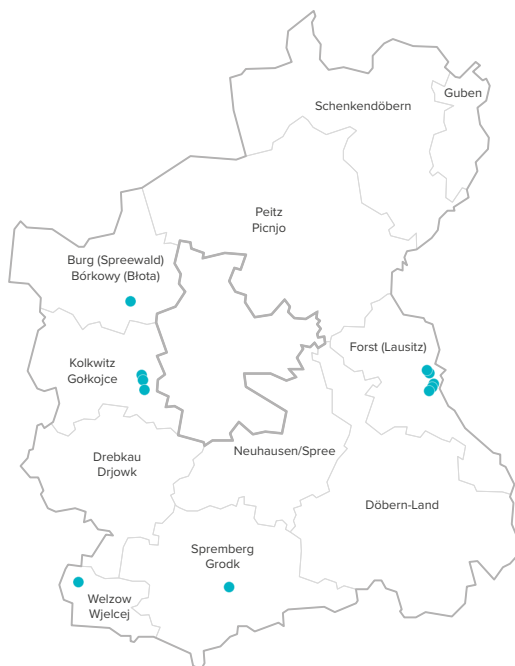 Guben
Schenkendöbern
Peitz
Picnjo
Burg (Spreewald)
Bórkowy (Błota)
Forst (Lausitz)
Kolkwitz
Gołkojce
Neuhausen/Spree
Drebkau
Drjowk
Döbern-Land
Spremberg
Grodk
Welzow
Wjelcej